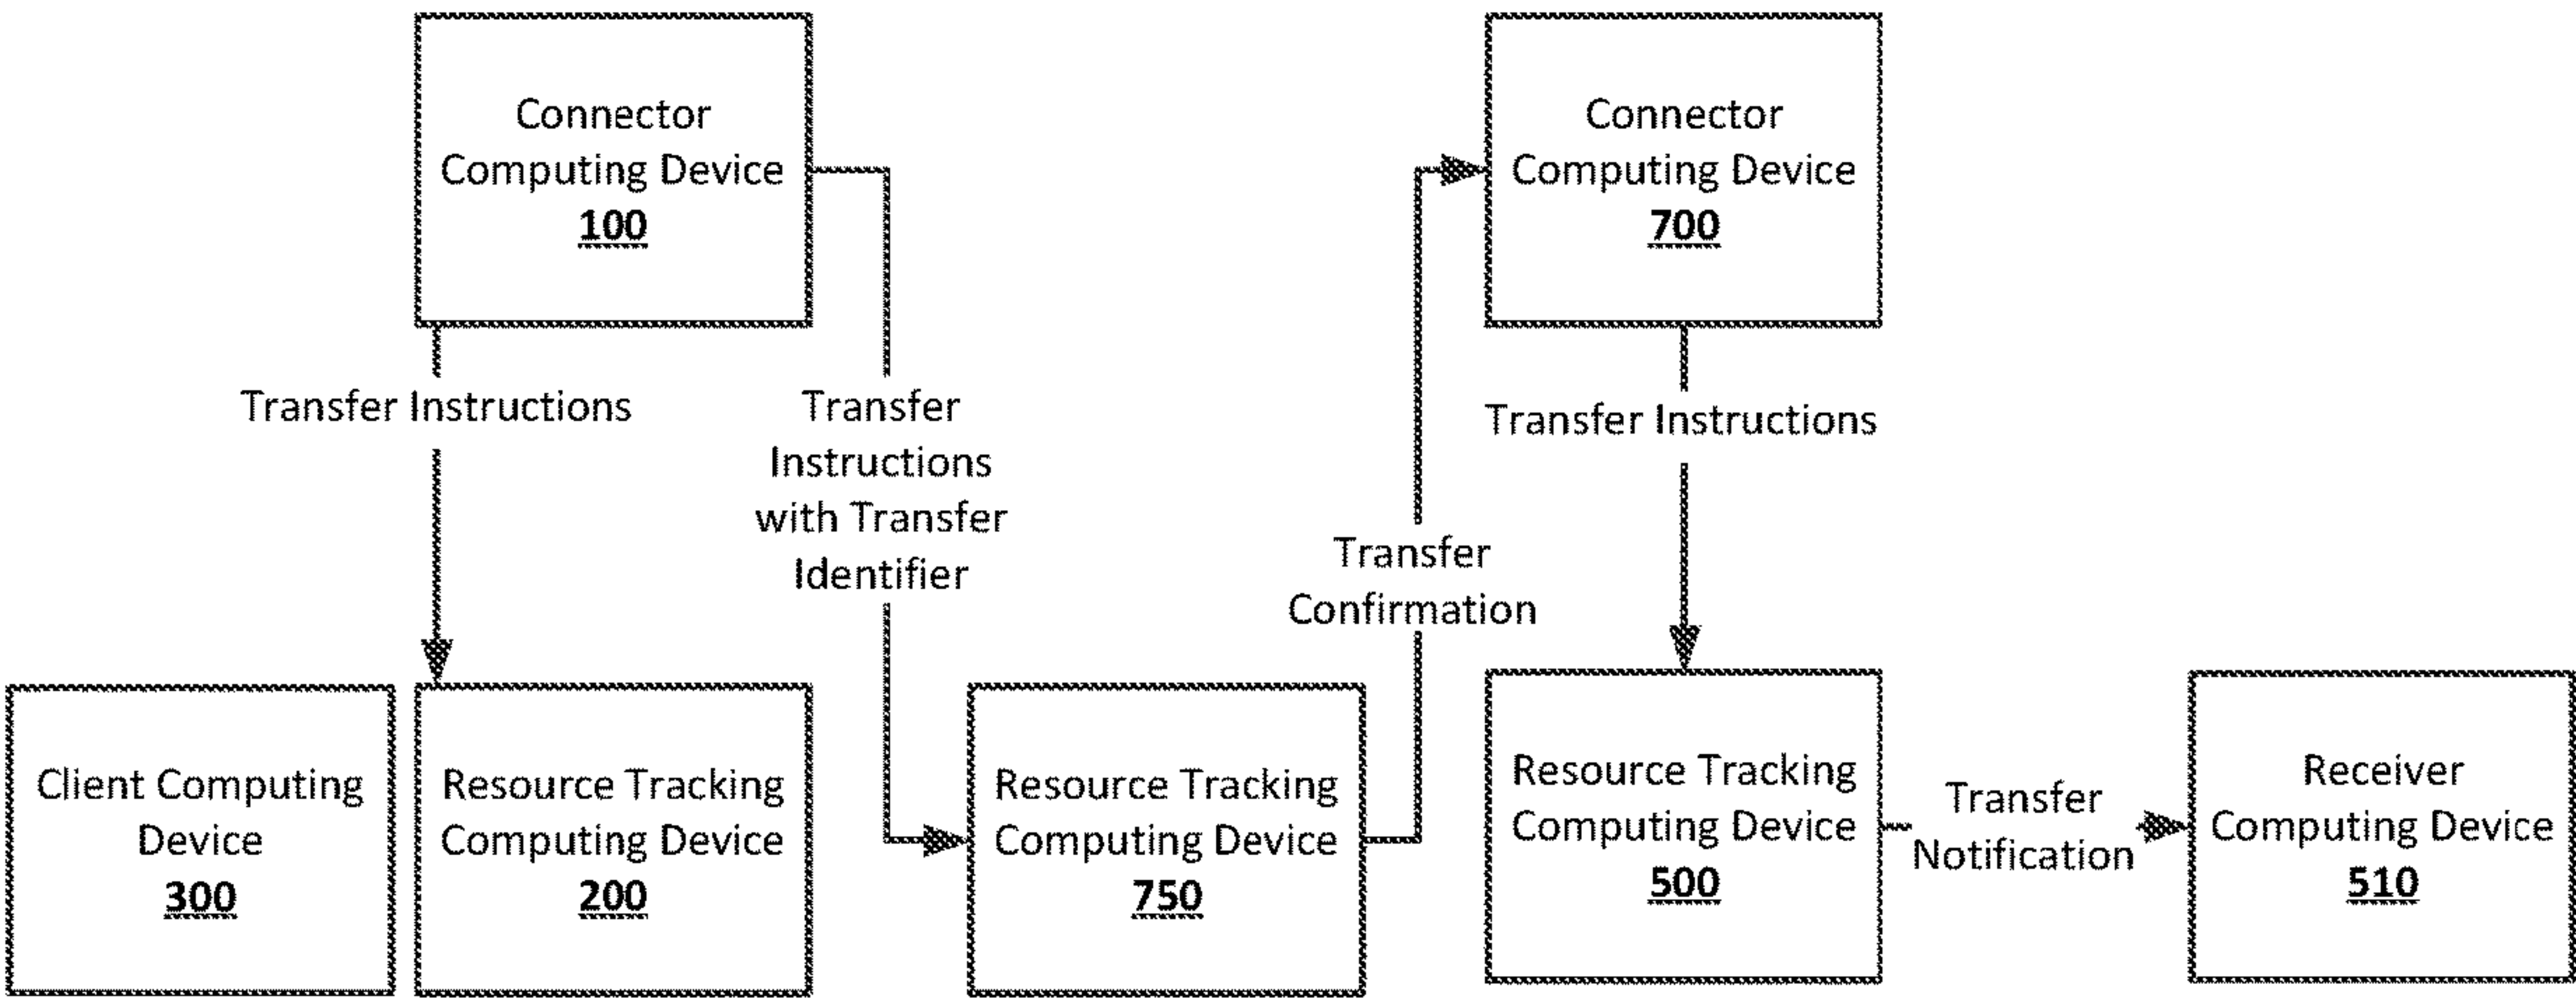 Connector
Computing Device
100
Connector
Computing Device
700
Transfer Instructions
Transfer
Instructions
with Transfer
Identifier
Transfer
Confirmation
Transfer Instructions
Client Computing
Device
300
Resource Tracking
Computing Device
200
Resource Tracking
Computing Device
750
Resource Tracking
Computing Device
500
Transfer
Notification
Receiver
Computing Device
510